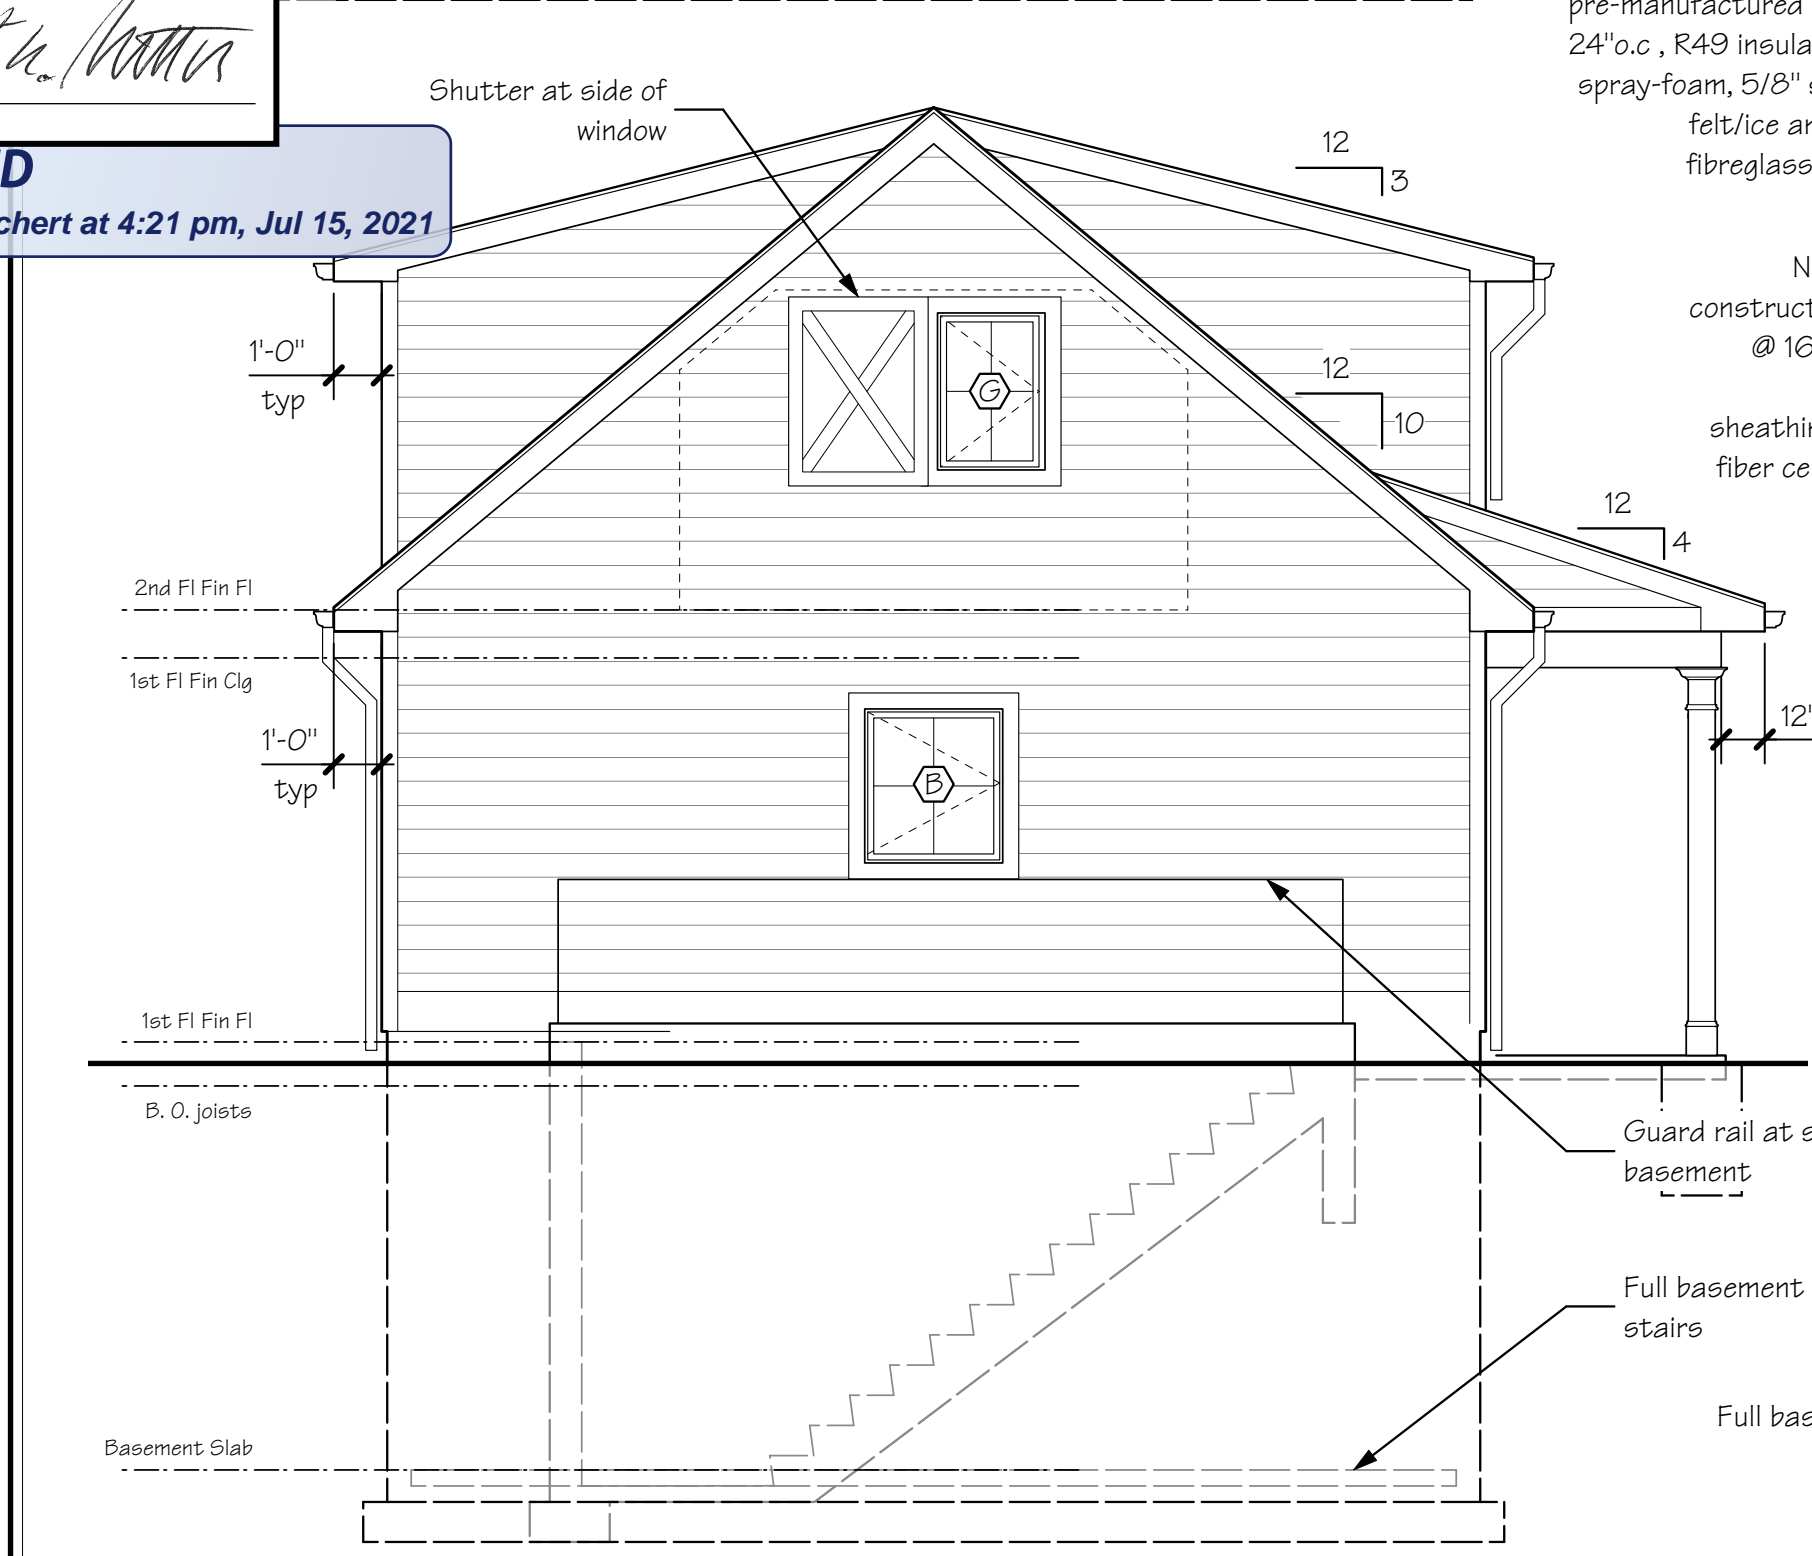 pre-manufactured
24"o.c , R49 insula
spray-foam, 5/8" s
felt/ice an
fibreglass
Shutter at side of
window
D
chert at 4:21 pm, Jul 15, 2021
12
3
N
construct
@ 16
1'-0"
typ
12
10
G
sheathin
fiber ce
12
4
2nd Fl Fin Fl
1st Fl Fin Clg
1'-0"
typ
12"
B
1st Fl Fin Fl
B. O. joists
Guard rail at s
basement
Full basement
stairs
Full bas
Basement Slab